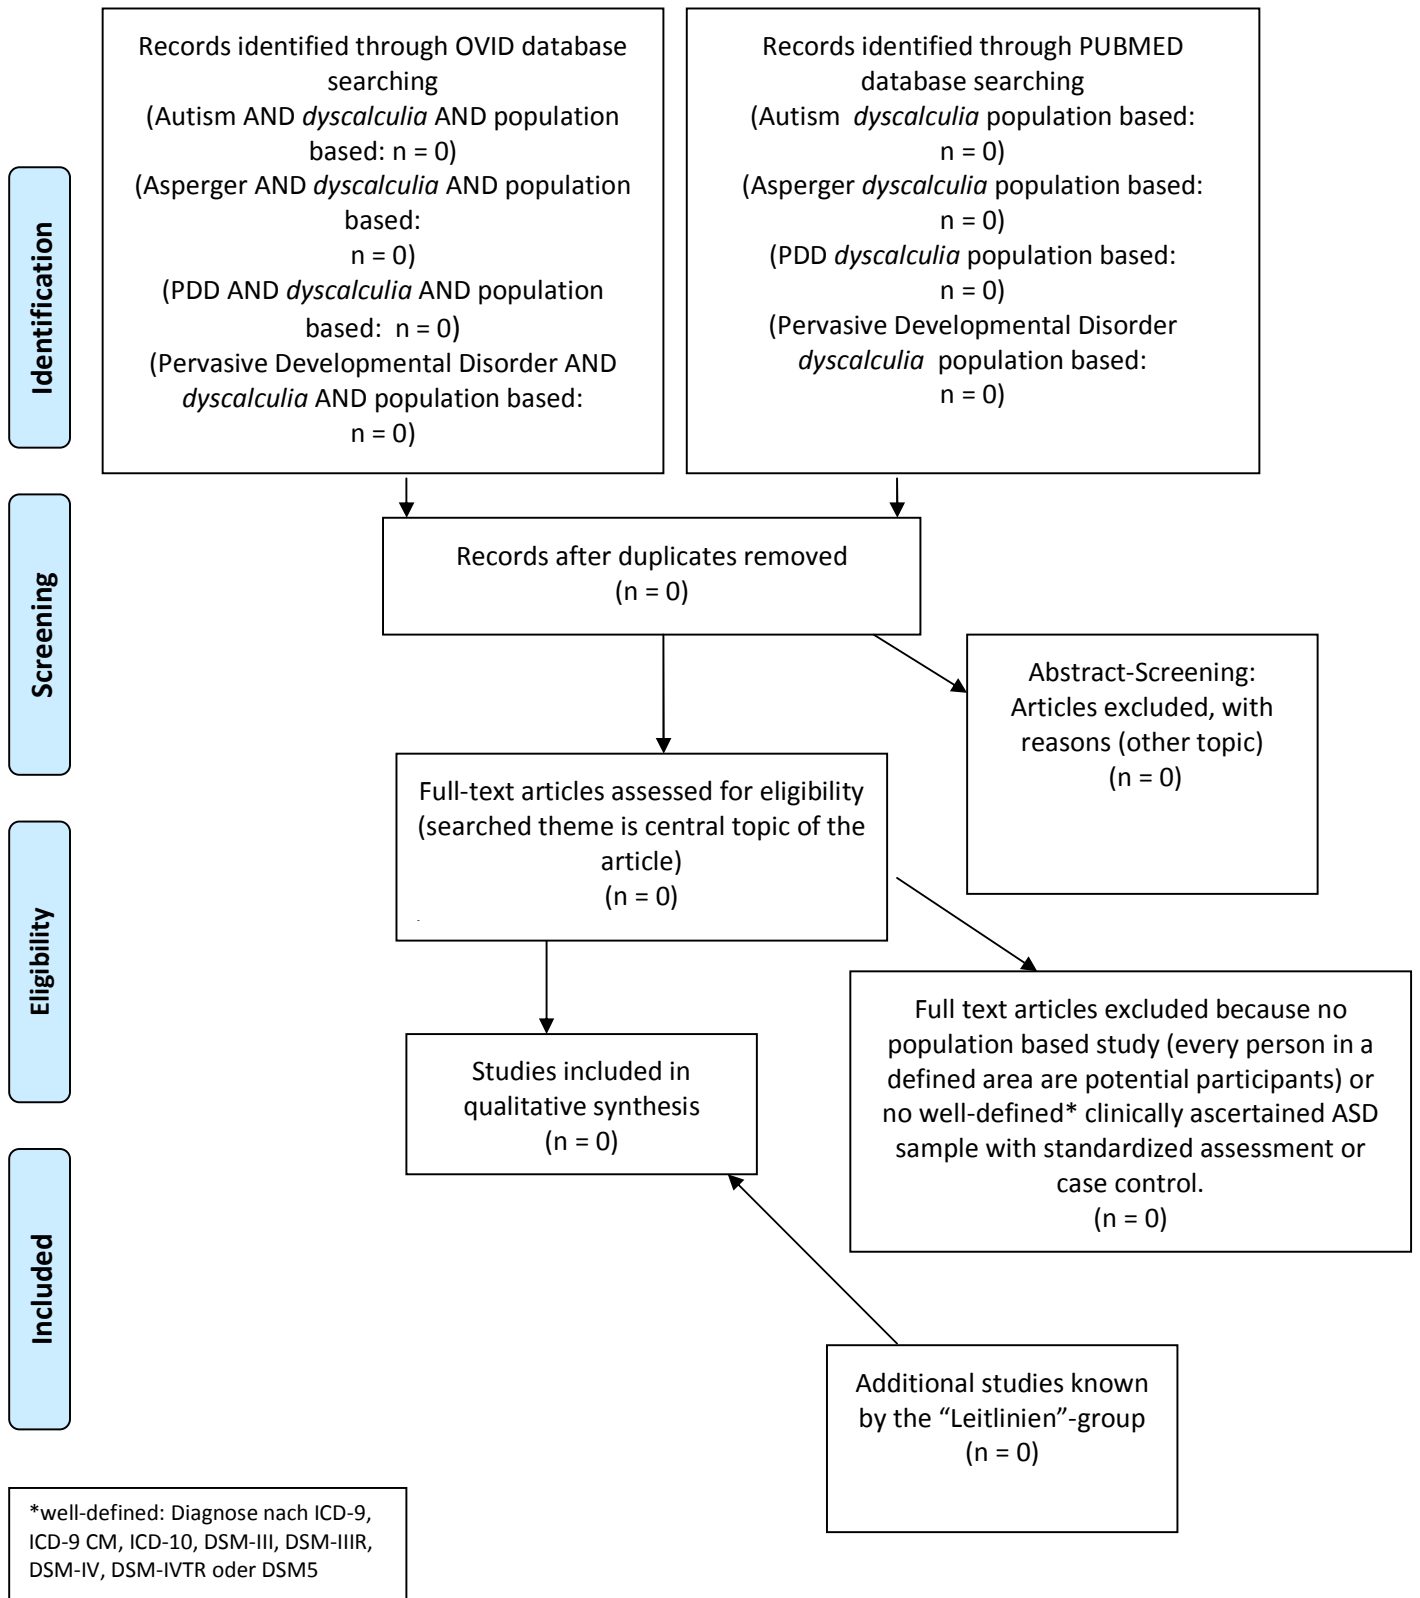 Records identified through OVID database
searching
(Autism AND dyscalculia AND population
based: n = 0)
(Asperger AND dyscalculia AND population
based:
n = 0)
(PDD AND dyscalculia AND population
based: n = 0)
(Pervasive Developmental Disorder AND
dyscalculia AND population based:
n = 0)
Records identified through PUBMED
database searching
(Autism dyscalculia population based:
n = 0)
(Asperger dyscalculia population based:
n = 0)
(PDD dyscalculia population based:
n = 0)
(Pervasive Developmental Disorder
dyscalculia population based:
n = 0)
Identification
Records after duplicates removed
(n = 0)
Screening
Abstract-Screening:
Articles excluded, with
reasons (other topic)
(n = 0)
Full-text articles assessed for eligibility
(searched theme is central topic of the
article)
(n = 0)
Eligibility
Full text articles excluded because no
population based study (every person in a
defined area are potential participants) or
no well-defined* clinically ascertained ASD
sample with standardized assessment or
case control.
(n = 0)
Studies included in
qualitative synthesis
(n = 0)
Included
Additional studies known
by the “Leitlinien”-group
(n = 0)
*well-defined: Diagnose nach ICD-9,
ICD-9 CM, ICD-10, DSM-III, DSM-IIIR,
DSM-IV, DSM-IVTR oder DSM5